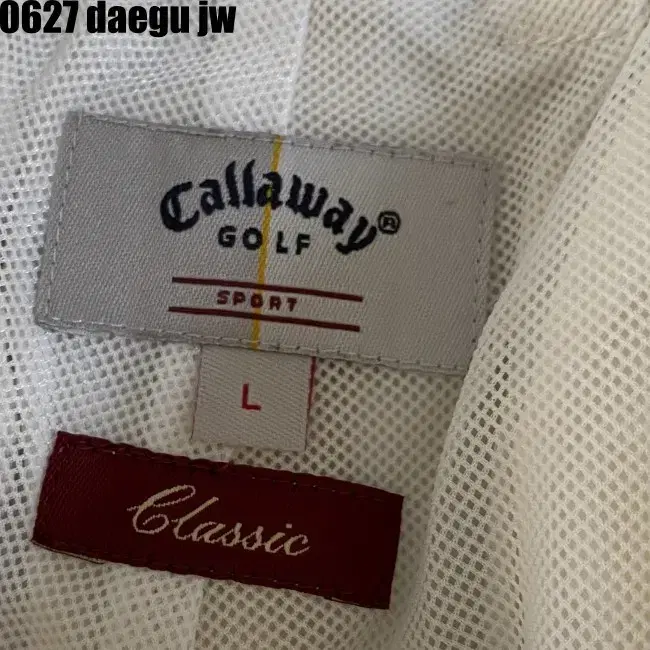 0627 daegu jw
Callaway®
GOLF
SPORT
L
Classic